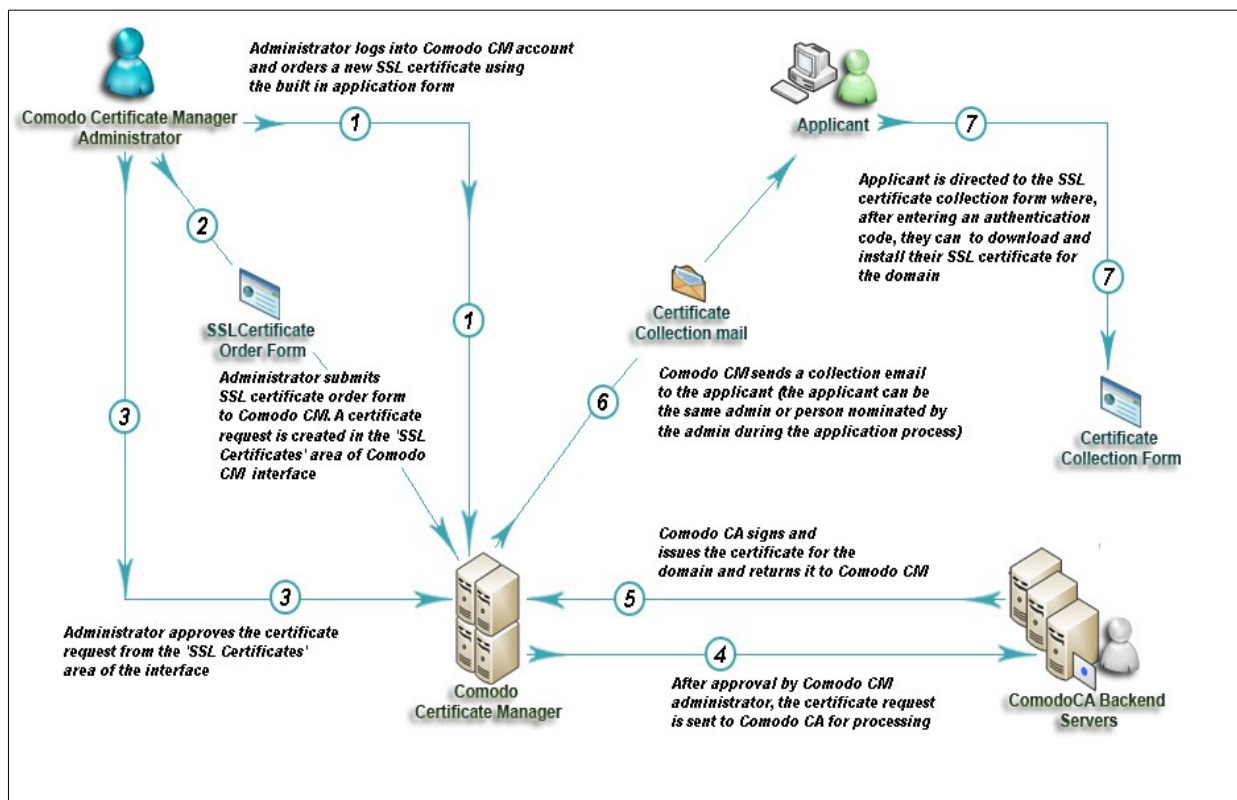 Administrator logs into Comodo CM account
and orders a new SSL certificate using
the built in application form
Comodo Certificate Manager
Administrator
1
Applicant
7
Applicant is directed to the SSL
certificate collection form where,
after entering an authentication
code, they can  to download and
install their SSL certificate for
the domain
2
7
SSLCertificate
Order Form
1
Certificate
Collection mail
Administrator submits
SSL certificate order form
to Comodo CM. A certificate
request is created in the 'SSL
Certificates' area of Comodo
CM  interface
3
6
Comodo CM sends a collection email
to the applicant (the applicant can be
the same admin or person nominated by
the admin during the application process)
Certificate
Collection Form
Comodo CA signs and
issues the certificate for the
domain and returns it to Comodo CM
3
5
Administrator approves the certificate
request from the 'SSL Certificates'
area of the interface
4
Comodo
Certificate Manager
After approval by Comodo CM
administrator, the certificate request
is sent to Comodo CA for processing
ComodoCA Backend
Servers